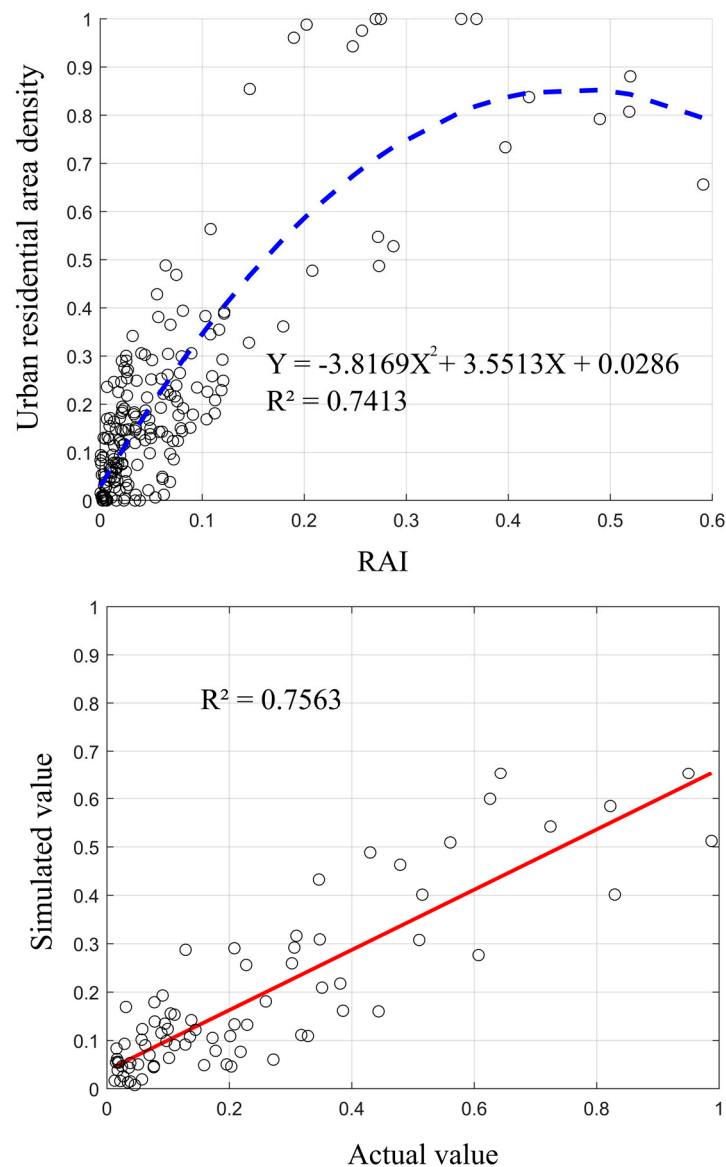 1
0.9
0.8
0.7
0.6
0.5
0.4
0.3
0.2
0.1
0
Urban residential area density
Y = -3.8169X² + 3.5513X + 0.0286
R² = 0.7413
0 0.1 0.2 0.3 0.4 0.5 0.6
RAI
1
0.9
0.8
0.7
0.6
0.5
0.4
0.3
0.2
0.1
0
Simulated value
R² = 0.7563
0 0.2 0.4 0.6 0.8 1
Actual value